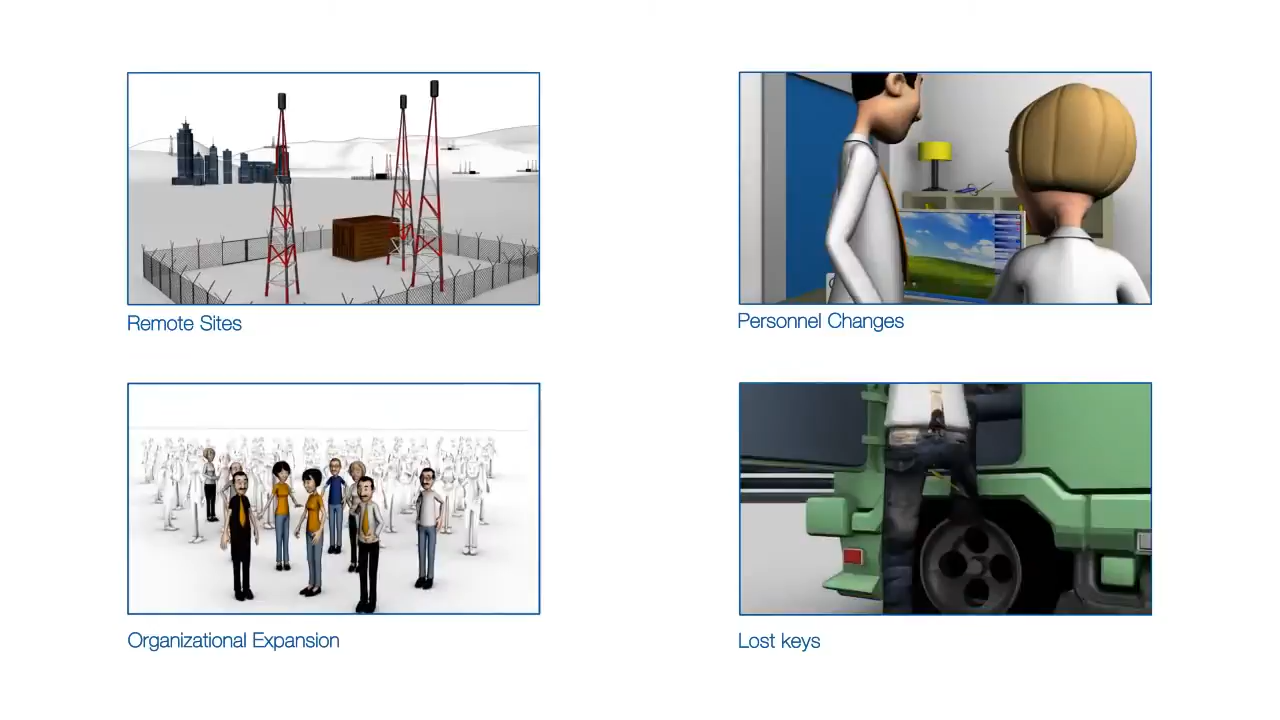 Remote Sites
Personnel Changes
Organizational Expansion
Lost keys